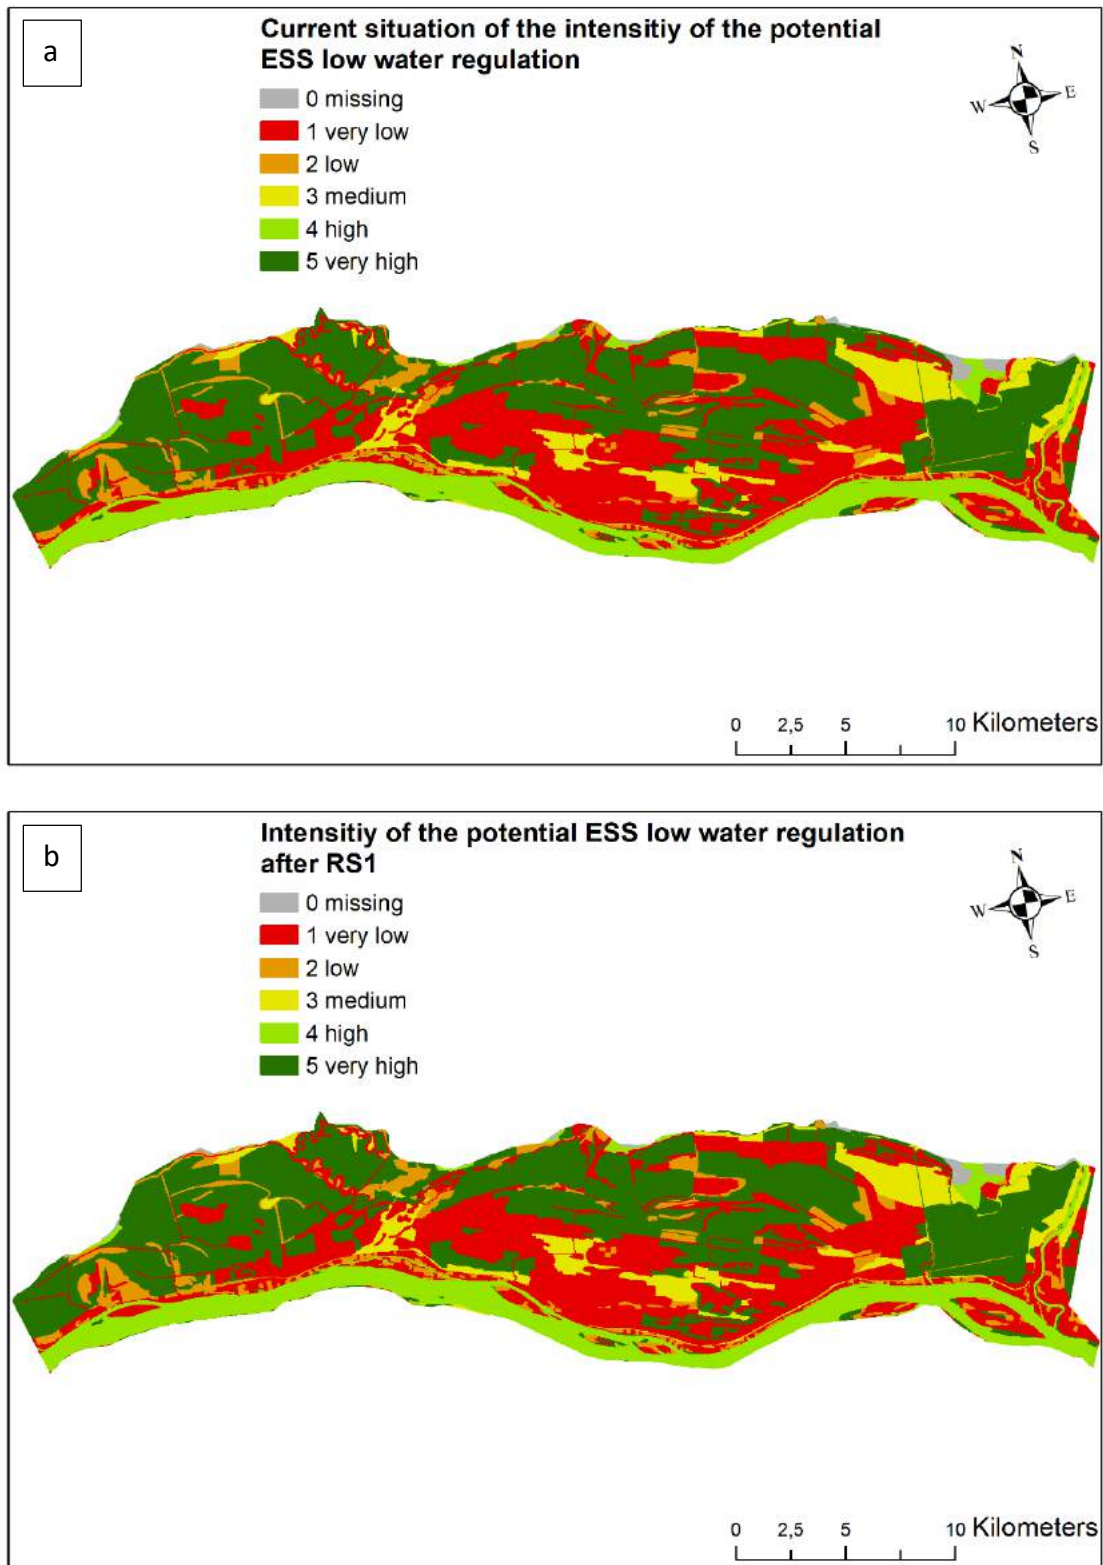 a
Current situation of the intensitiy of the potential
ESS low water regulation
0 missing
1 very low
2 low
3 medium
4 high
5 very high
N
W E
S
0 2,5 5 10 Kilometers
b
Intensitiy of the potential ESS low water regulation
after RS1
0 missing
1 very low
2 low
3 medium
4 high
5 very high
N
W E
S
0 2,5 5 10 Kilometers